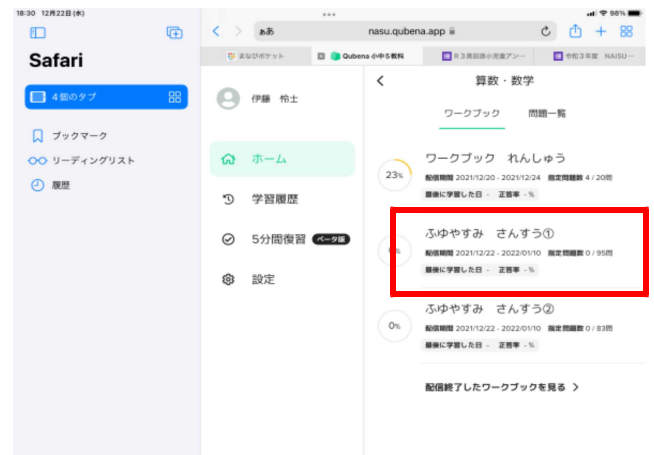 18:30 12月22日(水)
98%
Safari
4個のタブ
ブックマーク
リーディングリスト
履歴
ぁあ
nasu.qubena.app
まなびポケット
Qubena 小中5教科
令和3年度 NAISU…
伊藤 怜士
ホーム
学習履歴
5分間復習 ベータ版
設定
算数・数学
ワークブック 問題一覧
23%
ワークブック れんしゅう
配信期間 2021/12/20 - 2021/12/24 指定問題数 4 / 20問
最後に学習した日 - 正答率 -%
ふゆやすみ さんすう①
配信期間 2021/12/22 - 2022/01/10 指定問題数 0 / 95問
最後に学習した日 - 正答率 -%
0%
ふゆやすみ さんすう②
配信期間 2021/12/22 - 2022/01/10 指定問題数 0 / 83問
最後に学習した日 - 正答率 -%
配信終了したワークブックを見る